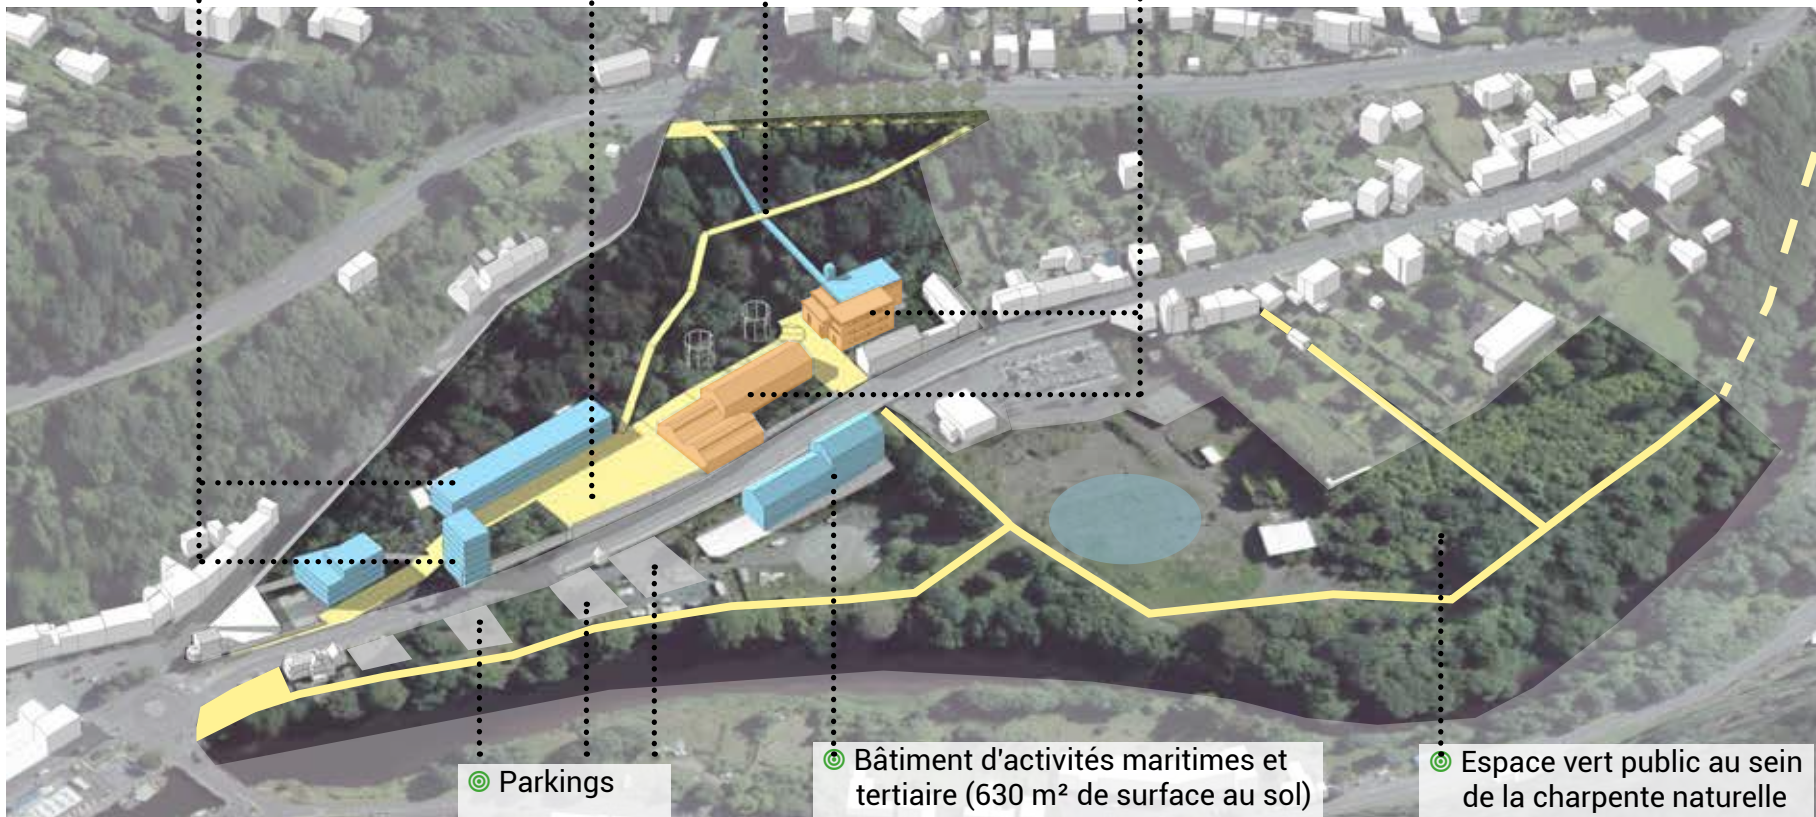 Parkings
Bâtiment d'activités maritimes et
tertiaire (630 m² de surface au sol)
Espace vert public au sein
de la charpente naturelle